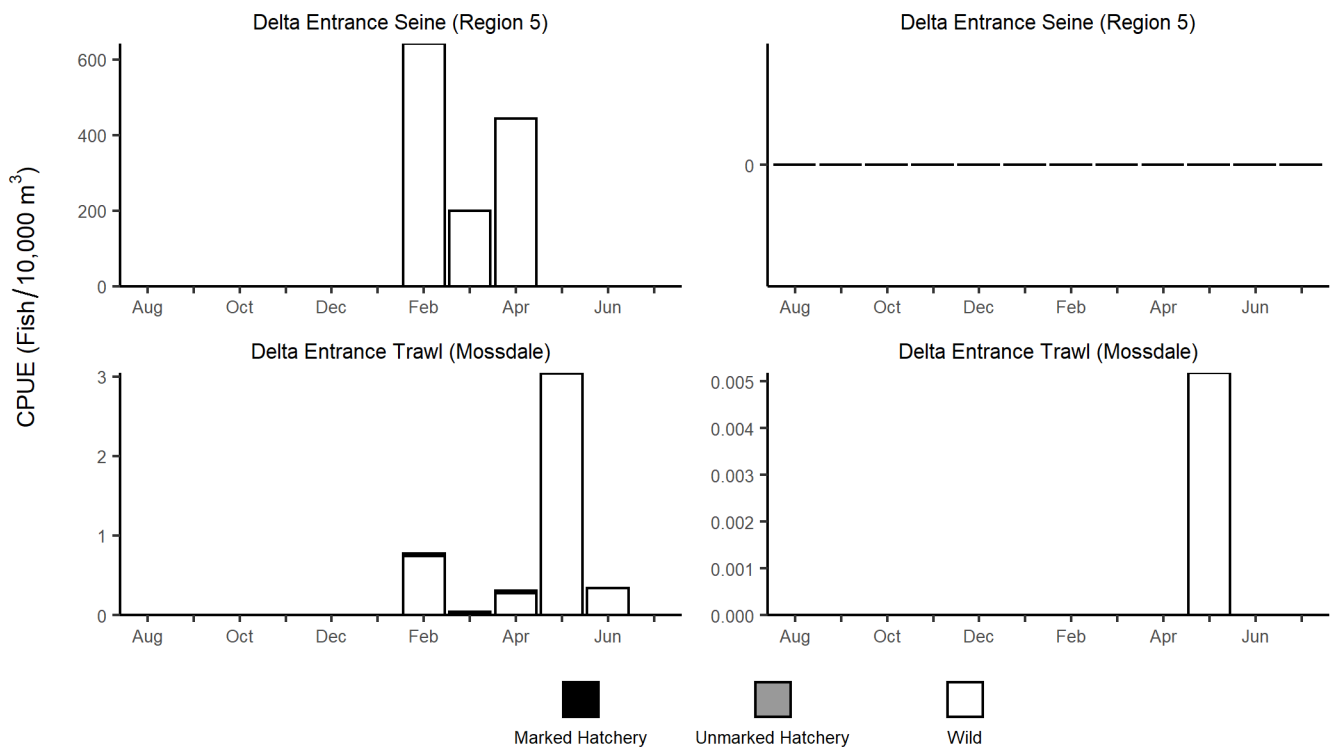 Delta Entrance Seine (Region 5)
600
400
200
0
Aug Oct Dec Feb Apr Jun
Delta Entrance Seine (Region 5)
0
Aug Oct Dec Feb Apr Jun
CPUE (Fish/10,000 m³)
Delta Entrance Trawl (Mossdale)
3
2
1
0
Aug Oct Dec Feb Apr Jun
Delta Entrance Trawl (Mossdale)
0.005
0.004
0.003
0.002
0.001
0.000
Aug Oct Dec Feb Apr Jun
Marked Hatchery Unmarked Hatchery Wild